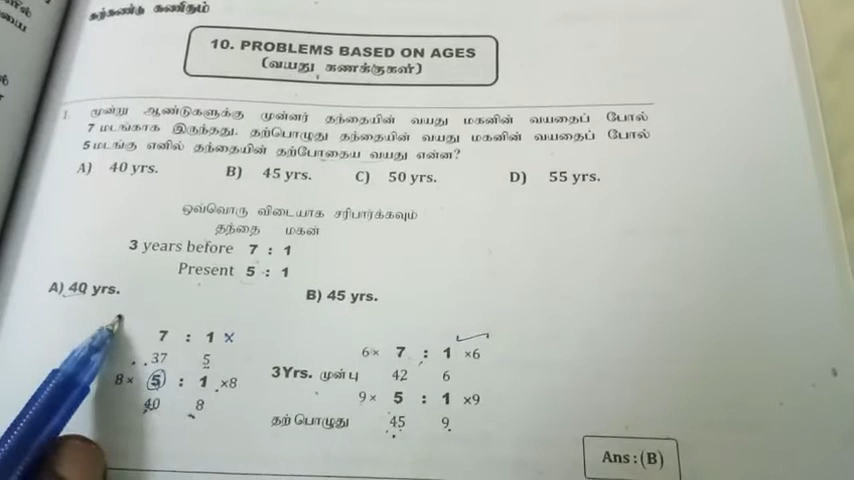 கற்கண்டு கணிதம்
10. PROBLEMS BASED ON AGES
(வயது கணக்குகள்)
1. மூன்று ஆண்டுகளுக்கு முன்னர் தந்தையின் வயது மகனின் வயதைப் போல்
7 மடங்காக இருந்தது. தற்பொழுது தந்தையின் வயது மகனின் வயதைப் போல்
5 மடங்கு எனில் தந்தையின் தற்போதைய வயது என்ன?
A) 40 yrs. B) 45 yrs. C) 50 yrs. D) 55 yrs.
ஒவ்வொரு விடையாக சரிபார்க்கவும்
தந்தை மகன்
3 years before 7 : 1
Present 5 : 1
A) 40 yrs. B) 45 yrs.
7 : 1 x
37 5
8× 5 : 1 ×8
40 8
6× 7 : 1 ×6
3Yrs. முன்பு 42 6
9× 5 : 1 ×9
தற்பொழுது 45 9
Ans:(B)